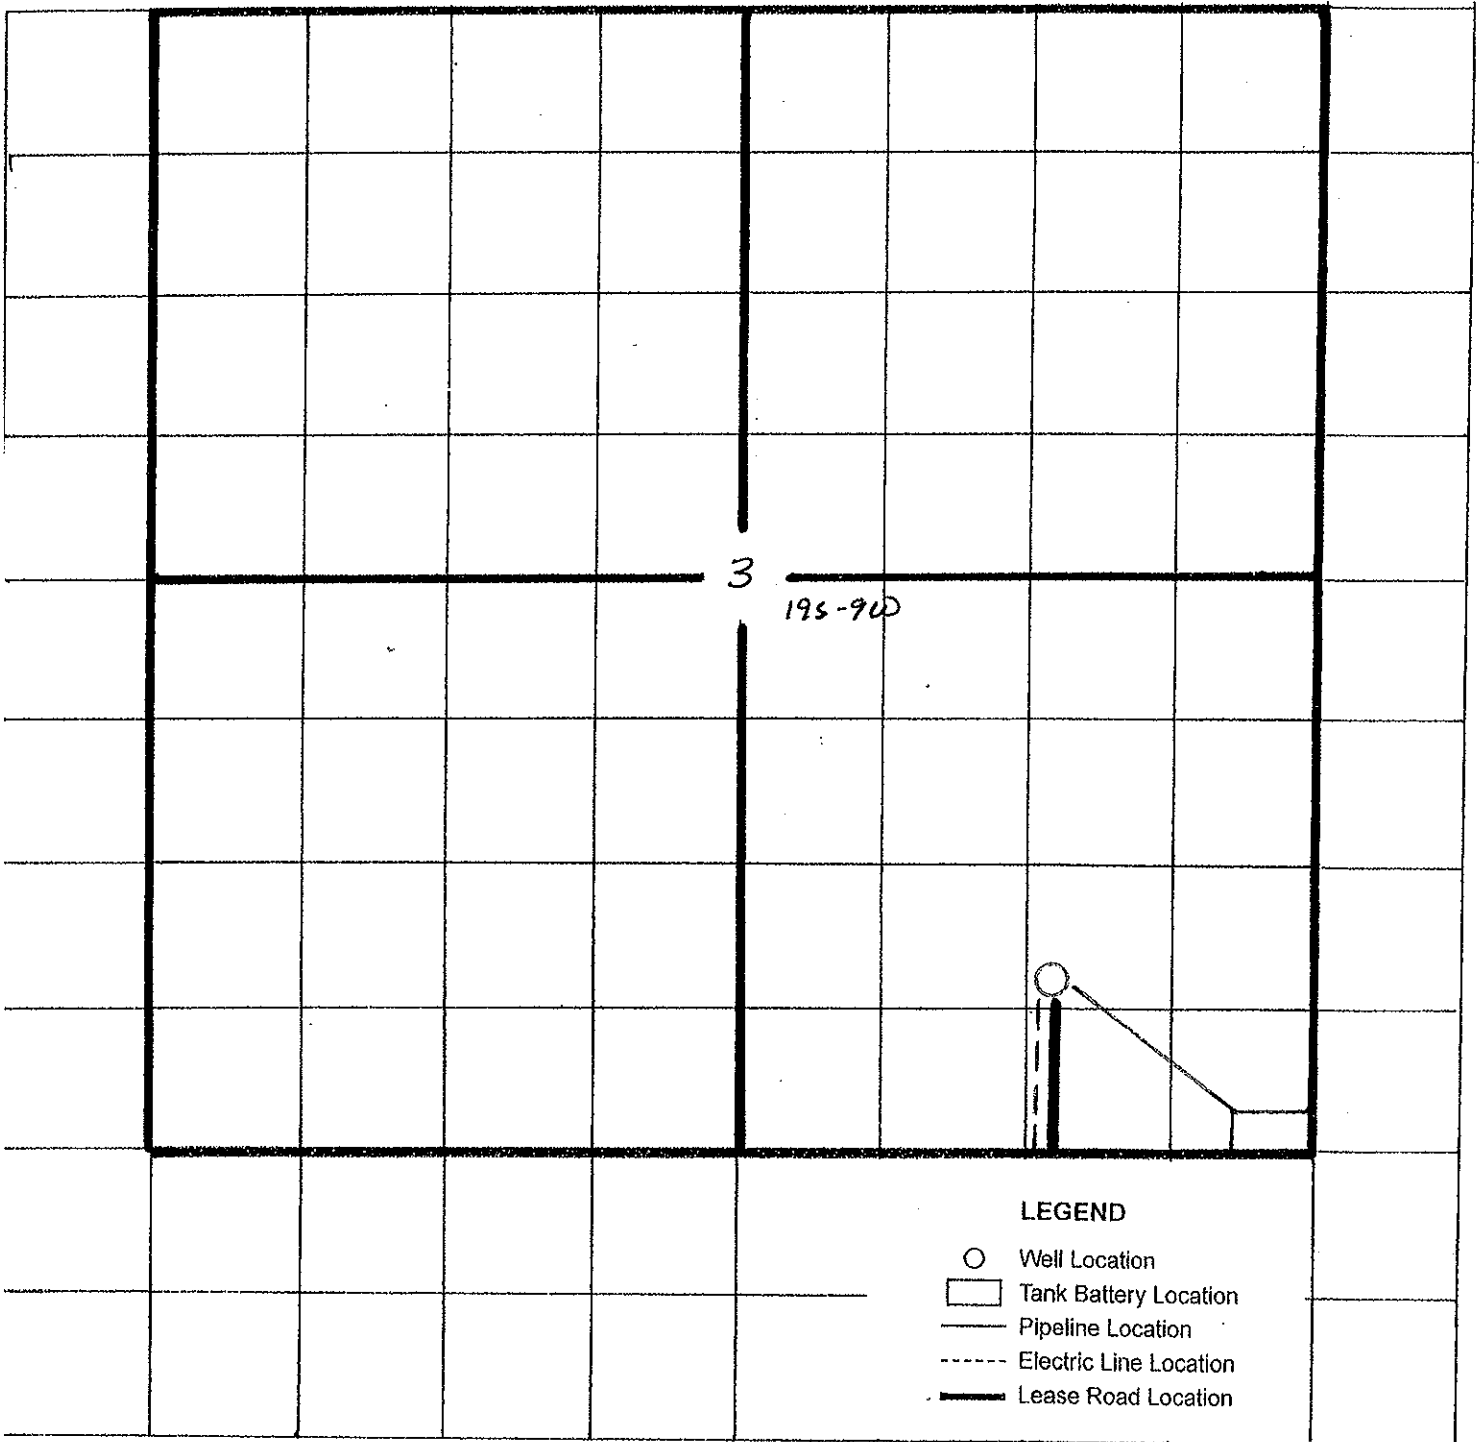 3
19s-9W
LEGEND
Well Location
Tank Battery Location
Pipeline Location
Electric Line Location
Lease Road Location